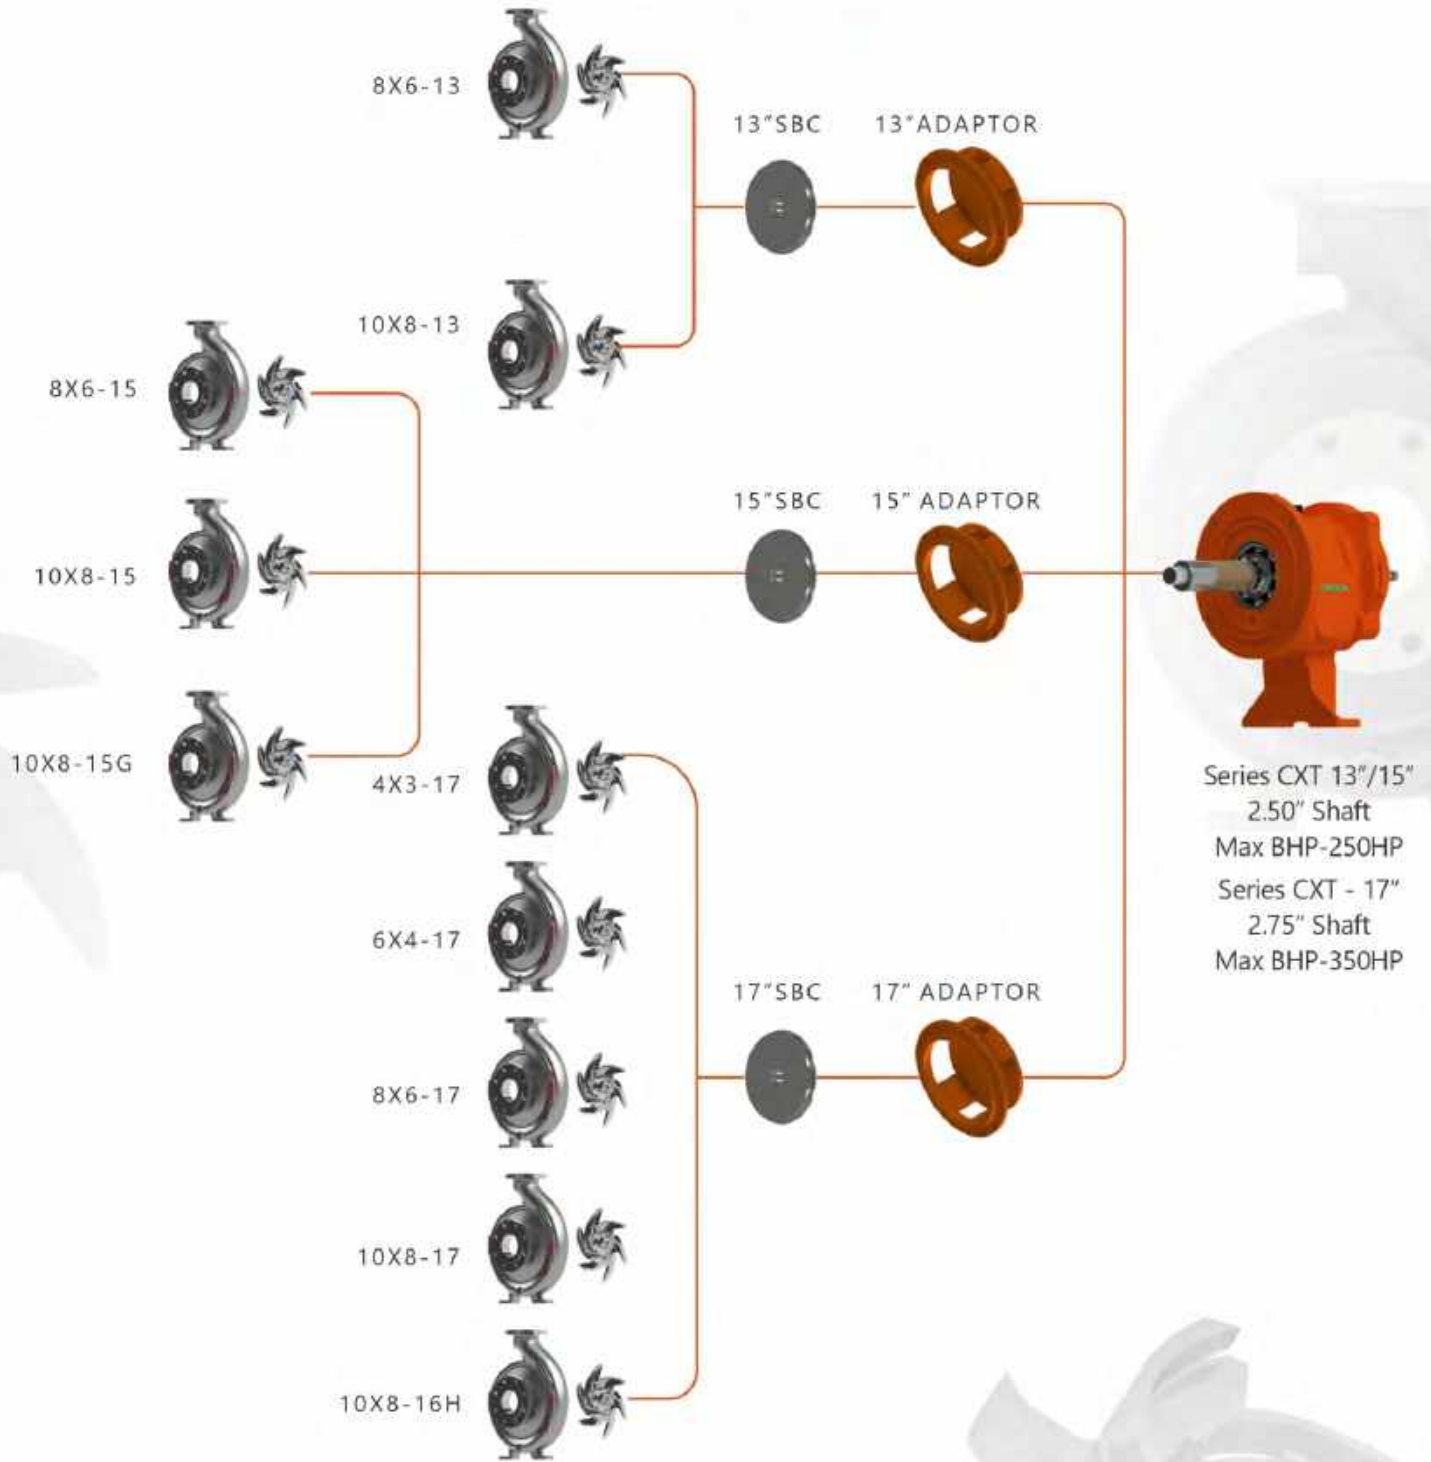 8X6-13
13"SBC
13"ADAPTOR
10X8-13
8X6-15
15"SBC
15" ADAPTOR
10X8-15
10X8-15G
4X3-17
Series CXT 13"/15"
2.50" Shaft
Max BHP-250HP
Series CXT - 17"
2.75" Shaft
Max BHP-350HP
6X4-17
17"SBC
17" ADAPTOR
8X6-17
10X8-17
10X8-16H